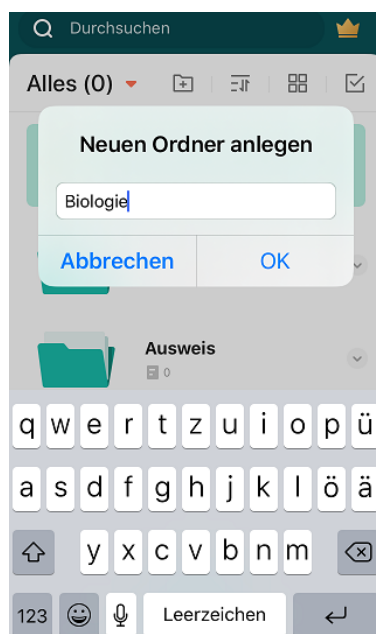 Durchsuchen
Alles (0)
Neuen Ordner anlegen
Biologie
Abbrechen
OK
Ausweis
0
q w e r t z u i o p ü
a s d f g h j k l ö ä
y x c v b n m
123
Leerzeichen